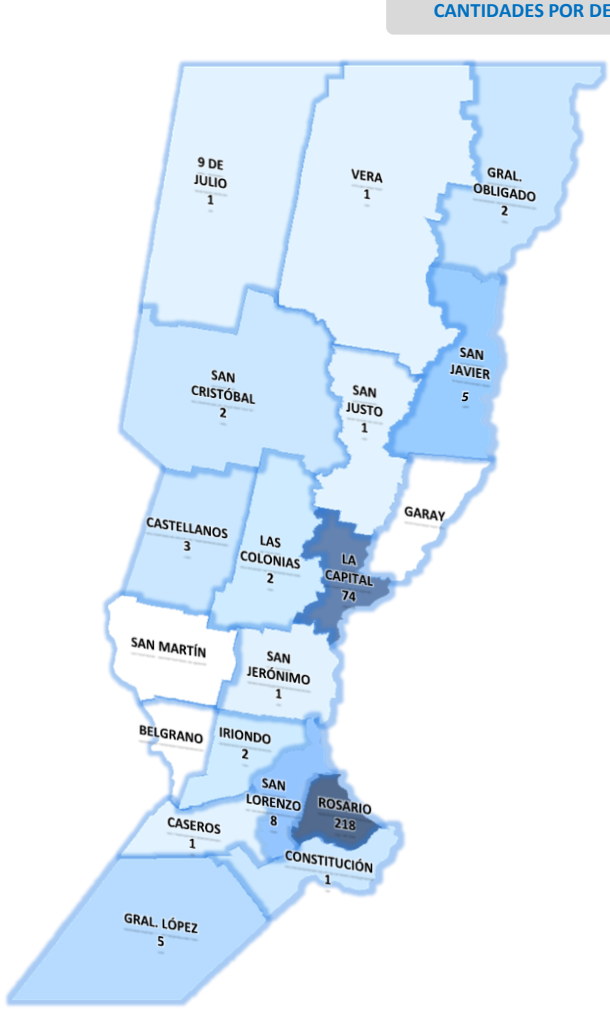 CANTIDADES POR DE
9 DE
JULIO
1
VERA
1
GRAL.
OBLIGADO
2
SAN
JAVIER
5
SAN
CRISTÓBAL
2
SAN
JUSTO
1
GARAY
CASTELLANOS
3
LAS
COLONIAS
2
LA
CAPITAL
74
SAN MARTÍN
SAN
JERÓNIMO
1
BELGRANO
IRIONDO
2
SAN
LORENZO
8
ROSARIO
218
CASEROS
1
CONSTITUCIÓN
1
GRAL. LÓPEZ
5